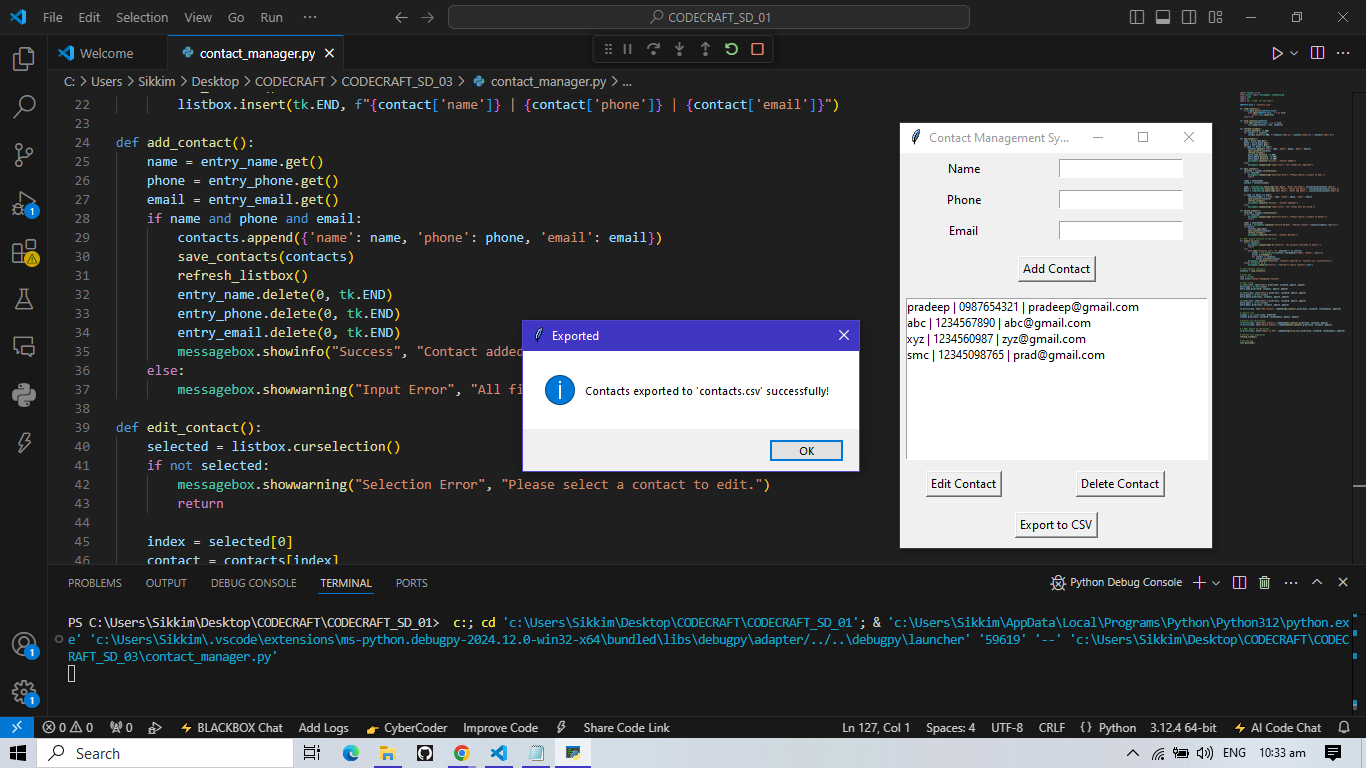 File Edit Selection View Go Run ··· CODECRAFT_SD_01
Welcome contact_manager.py
C: > Users > Sikkim > Desktop > CODECRAFT > CODECRAFT_SD_03 > contact_manager.py > ...
22 listbox.insert(tk.END, f"{contact['name']} | {contact['phone']} | {contact['email']}")
23
24 def add_contact():
25 name = entry_name.get()
26 phone = entry_phone.get()
27 email = entry_email.get()
28 if name and phone and email:
29 contacts.append({'name': name, 'phone': phone, 'email': email})
30 save_contacts(contacts)
31 refresh_listbox()
32 entry_name.delete(0, tk.END)
33 entry_phone.delete(0, tk.END)
34 entry_email.delete(0, tk.END)
35 messagebox.showinfo("Success", "Contact added
36 else:
37 messagebox.showwarning("Input Error", "All fi
38
39 def edit_contact():
40 selected = listbox.curselection()
41 if not selected:
42 messagebox.showwarning("Selection Error", "Please select a contact to edit.")
43 return
44
45 index = selected[0]
46 contact = contacts[index]
Exported
Contacts exported to 'contacts.csv' successfully!
OK
Contact Management Sy...
Name
Phone
Email
Add Contact
pradeep | 0987654321 | pradeep@gmail.com
abc | 1234567890 | abc@gmail.com
xyz | 1234560987 | zyz@gmail.com
smc | 12345098765 | prad@gmail.com
Edit Contact Delete Contact
Export to CSV
PROBLEMS OUTPUT DEBUG CONSOLE TERMINAL PORTS Python Debug Console
PS C:\Users\Sikkim\Desktop\CODECRAFT\CODECRAFT_SD_01> c:; cd 'c:\Users\Sikkim\Desktop\CODECRAFT\CODECRAFT_SD_01'; & 'c:\Users\Sikkim\AppData\Local\Programs\Python\Python312\python.ex
e' 'c:\Users\Sikkim\.vscode\extensions\ms-python.debugpy-2024.12.0-win32-x64\bundled\libs\debugpy\adapter/../..\debugpy\launcher' '59619' '--' 'c:\Users\Sikkim\Desktop\CODECRAFT\CODEC
RAFT_SD_03\contact_manager.py'
1
1
1
0 0 0 BLACKBOX Chat Add Logs CyberCoder Improve Code Share Code Link Ln 127, Col 1 Spaces: 4 UTF-8 CRLF {} Python 3.12.4 64-bit AI Code Chat
Search ENG 10:33 am